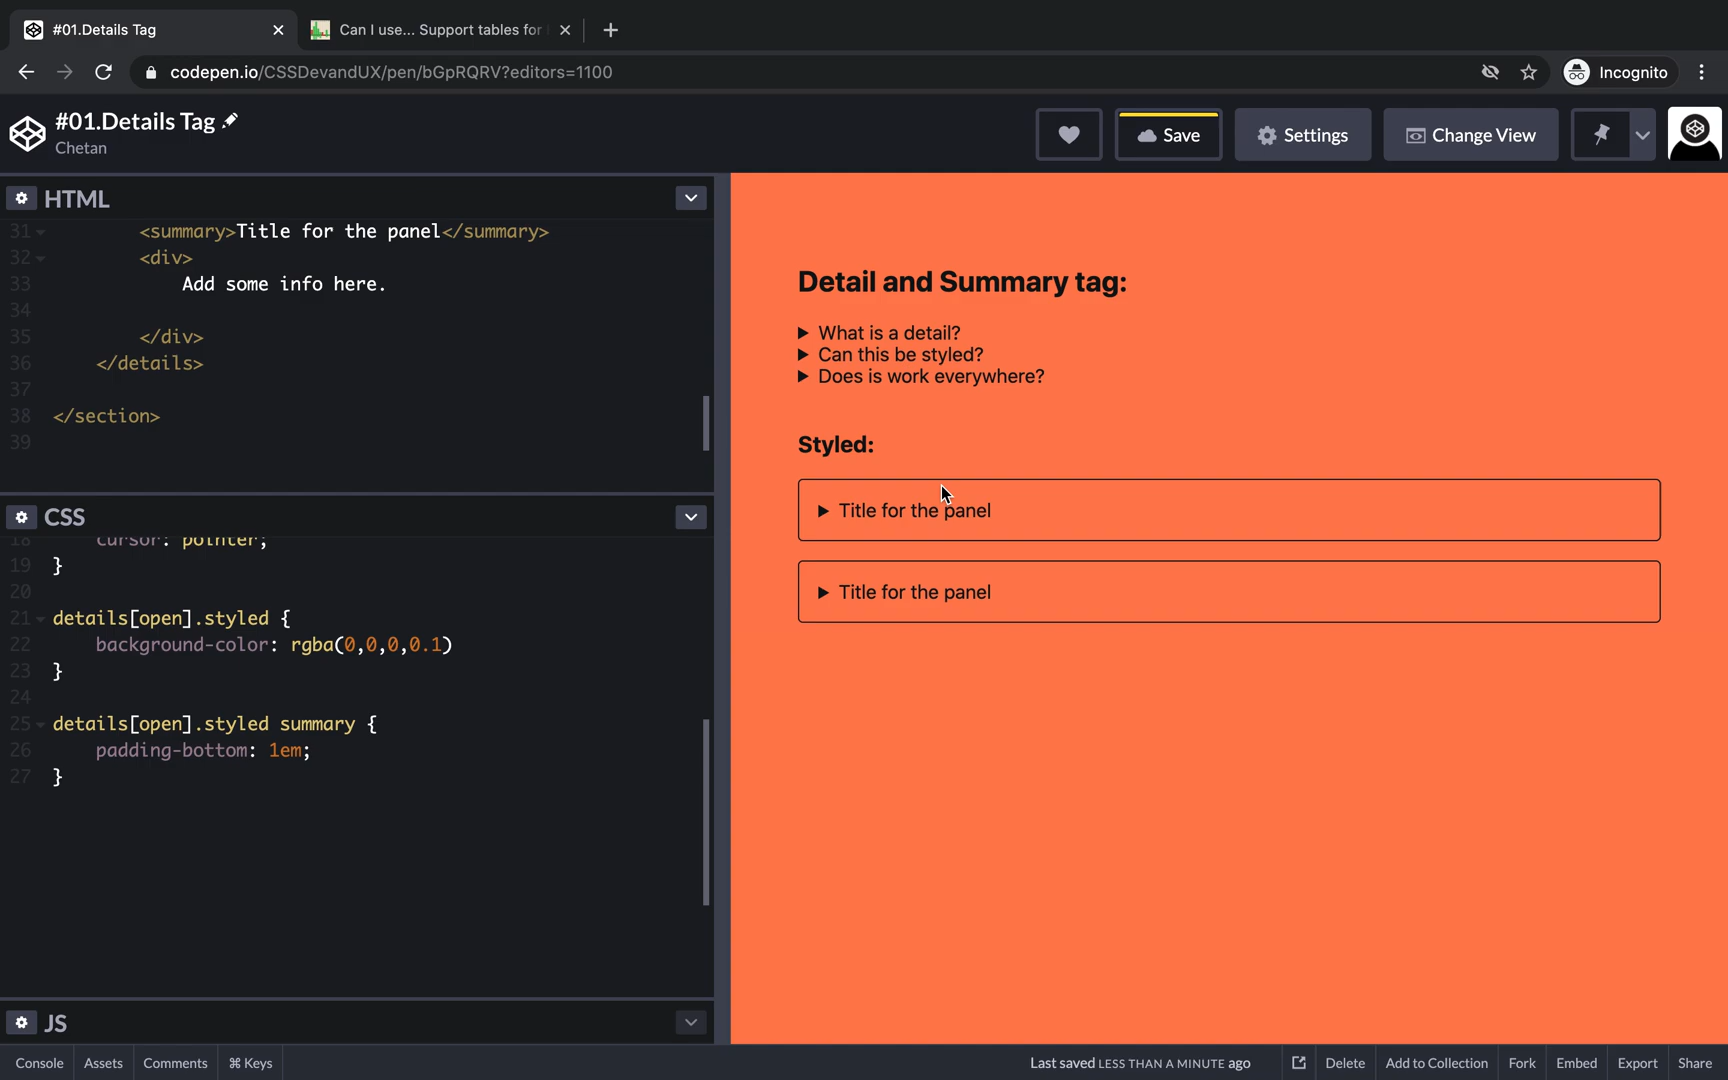 #01.Details Tag
Can I use... Support tables for
codepen.io/CSSDevandUX/pen/bGpRQRV?editors=1100
Incognito
#01.Details Tag
Chetan
Save
Settings
Change View
HTML
31 <summary>Title for the panel</summary>
32 <div>
33 Add some info here.
34
35 </div>
36 </details>
37
38 </section>
39
CSS
18 cursor: pointer;
19 }
20
21 details[open].styled {
22 background-color: rgba(0,0,0,0.1)
23 }
24
25 details[open].styled summary {
26 padding-bottom: 1em;
27 }
JS
Detail and Summary tag:
What is a detail?
Can this be styled?
Does is work everywhere?
Styled:
Title for the panel
Title for the panel
Console Assets Comments ⌘ Keys Last saved LESS THAN A MINUTE ago Delete Add to Collection Fork Embed Export Share